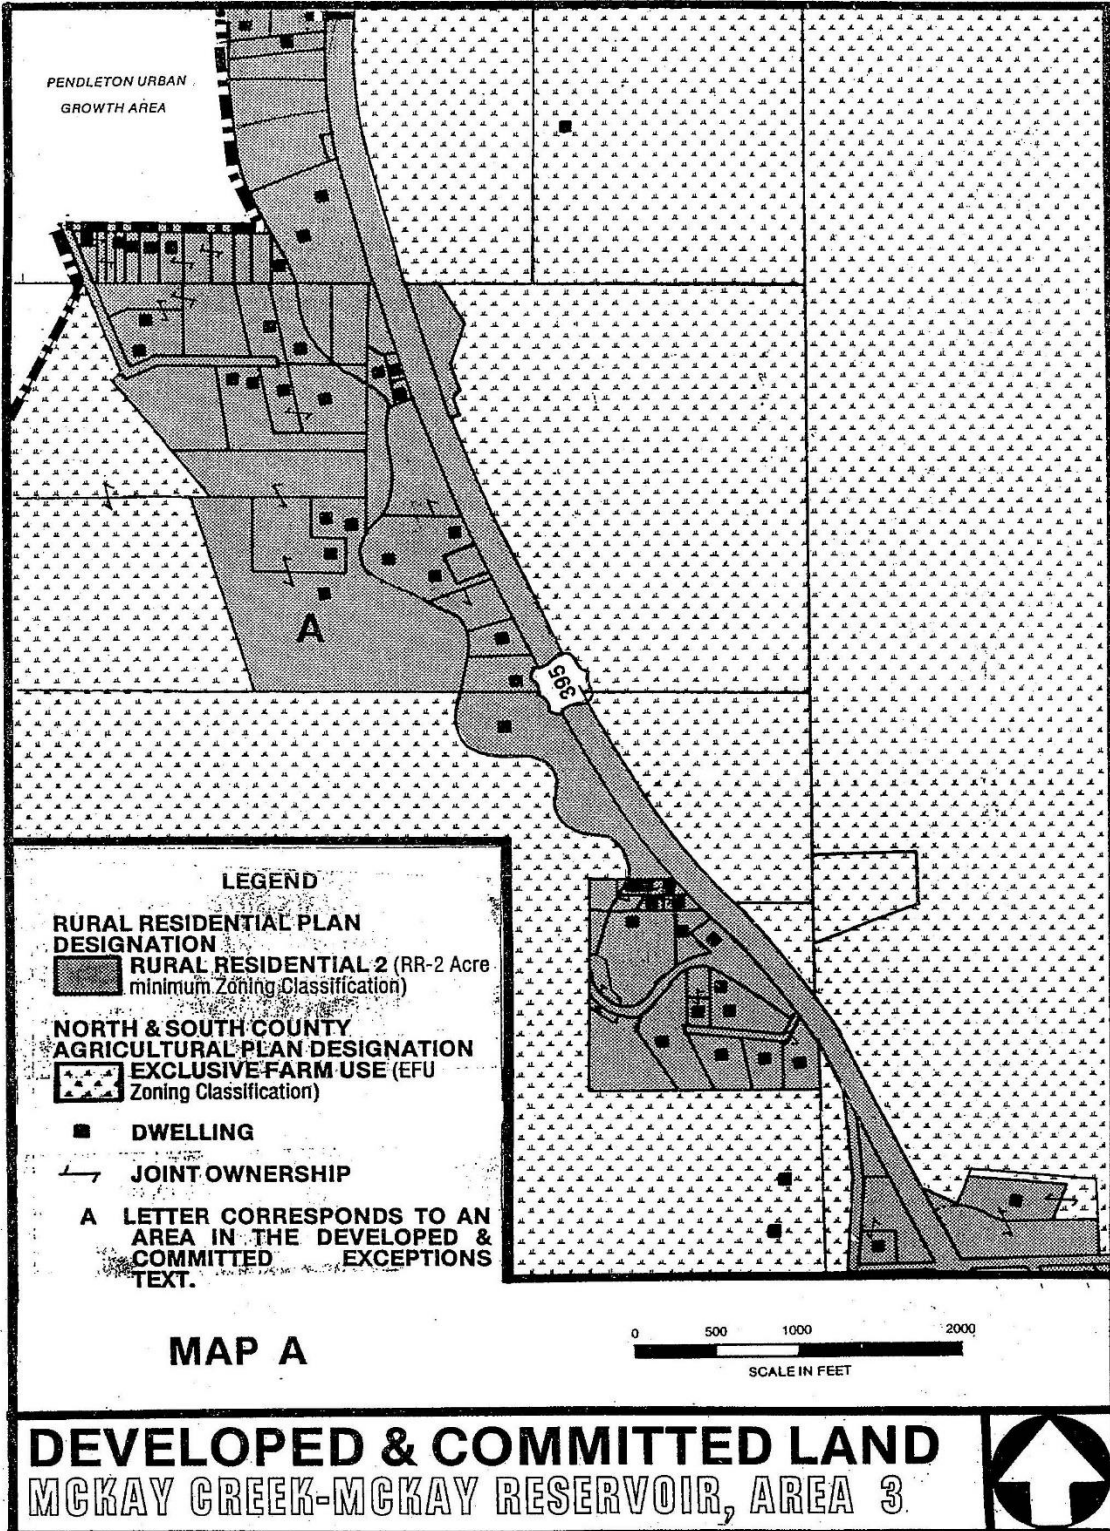 PENDLETON URBAN
GROWTH AREA
A
395
LEGEND
RURAL RESIDENTIAL PLAN
DESIGNATION
RURAL RESIDENTIAL 2 (RR-2 Acre
minimum Zoning Classification)
NORTH & SOUTH COUNTY
AGRICULTURAL PLAN DESIGNATION
EXCLUSIVE FARM USE (EFU
Zoning Classification)
DWELLING
JOINT OWNERSHIP
A LETTER CORRESPONDS TO AN
AREA IN THE DEVELOPED &
COMMITTED EXCEPTIONS
TEXT.
MAP A
0 500 1000 2000
SCALE IN FEET
DEVELOPED & COMMITTED LAND
MCKAY CREEK-MCKAY RESERVOIR, AREA 3